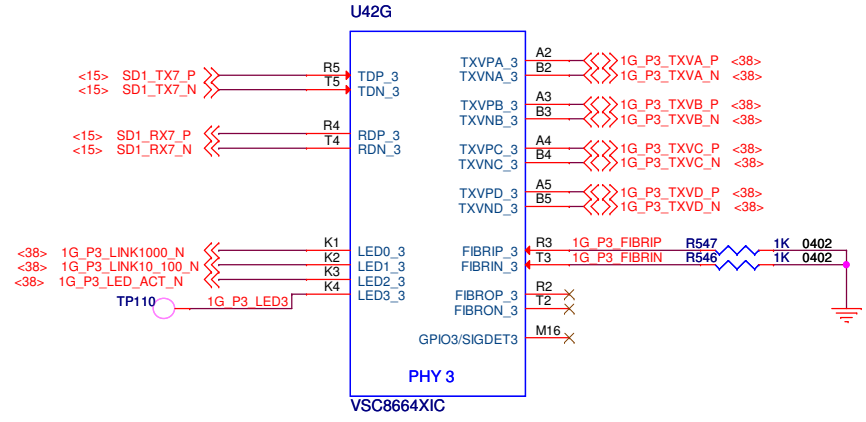 U42G
<15> SD1_TX7_P R5 TDP_3
<15> SD1_TX7_N T5 TDN_3
<15> SD1_RX7_P R4 RDP_3
<15> SD1_RX7_N T4 RDN_3
<38> 1G_P3_LINK1000_N K1 LED0_3
<38> 1G_P3_LINK10_100_N K2 LED1_3
<38> 1G_P3_LED_ACT_N K3 LED2_3
TP110 1G_P3_LED3 K4 LED3_3
TXVPA_3 A2 1G_P3_TXVA_P <38>
TXVNA_3 B2 1G_P3_TXVA_N <38>
TXVPB_3 A3 1G_P3_TXVB_P <38>
TXVNB_3 B3 1G_P3_TXVB_N <38>
TXVPC_3 A4 1G_P3_TXVC_P <38>
TXVNC_3 B4 1G_P3_TXVC_N <38>
TXVPD_3 A5 1G_P3_TXVD_P <38>
TXVND_3 B5 1G_P3_TXVD_N <38>
FIBRIP_3 R3 1G_P3_FIBRIP R547 1K 0402
FIBRIN_3 T3 1G_P3_FIBRIN R546 1K 0402
FIBROP_3 R2
FIBRON_3 T2
GPIO3/SIGDET3 M16
PHY 3
VSC8664XIC